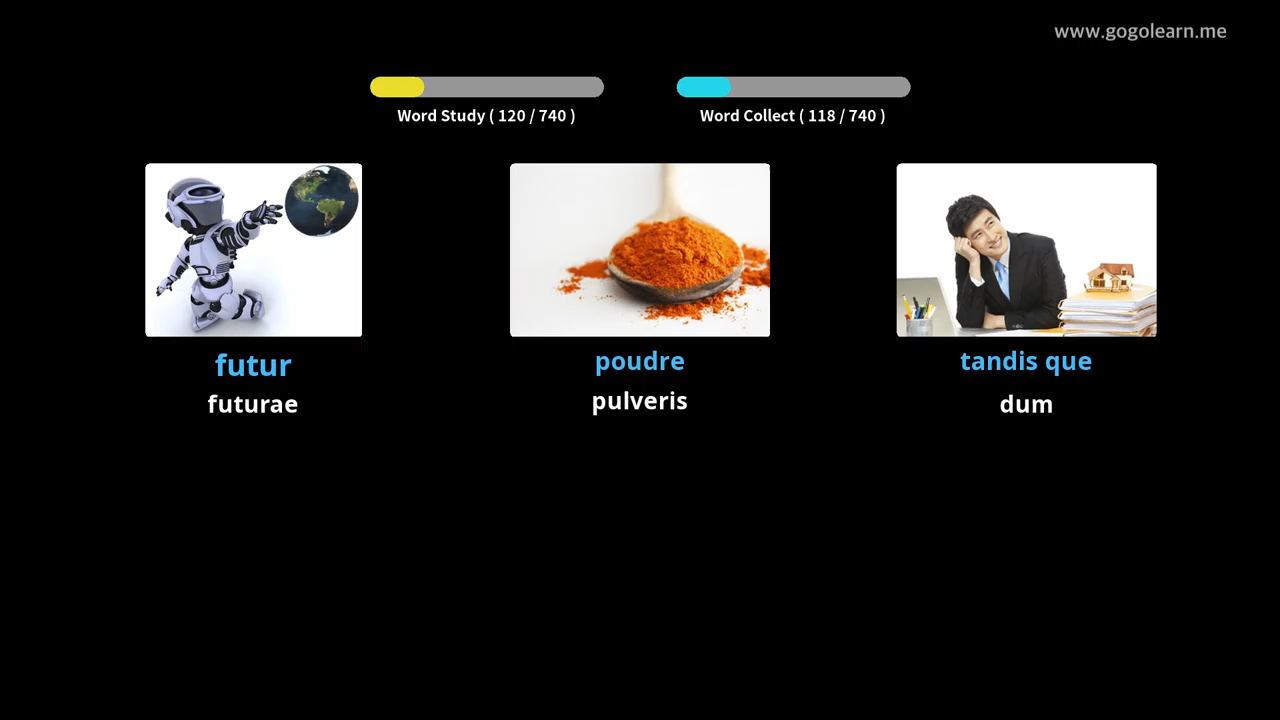 www.gogolearn.me
Word Study ( 120 / 740 )
Word Collect ( 118 / 740 )
futur
futurae
poudre
pulveris
tandis que
dum